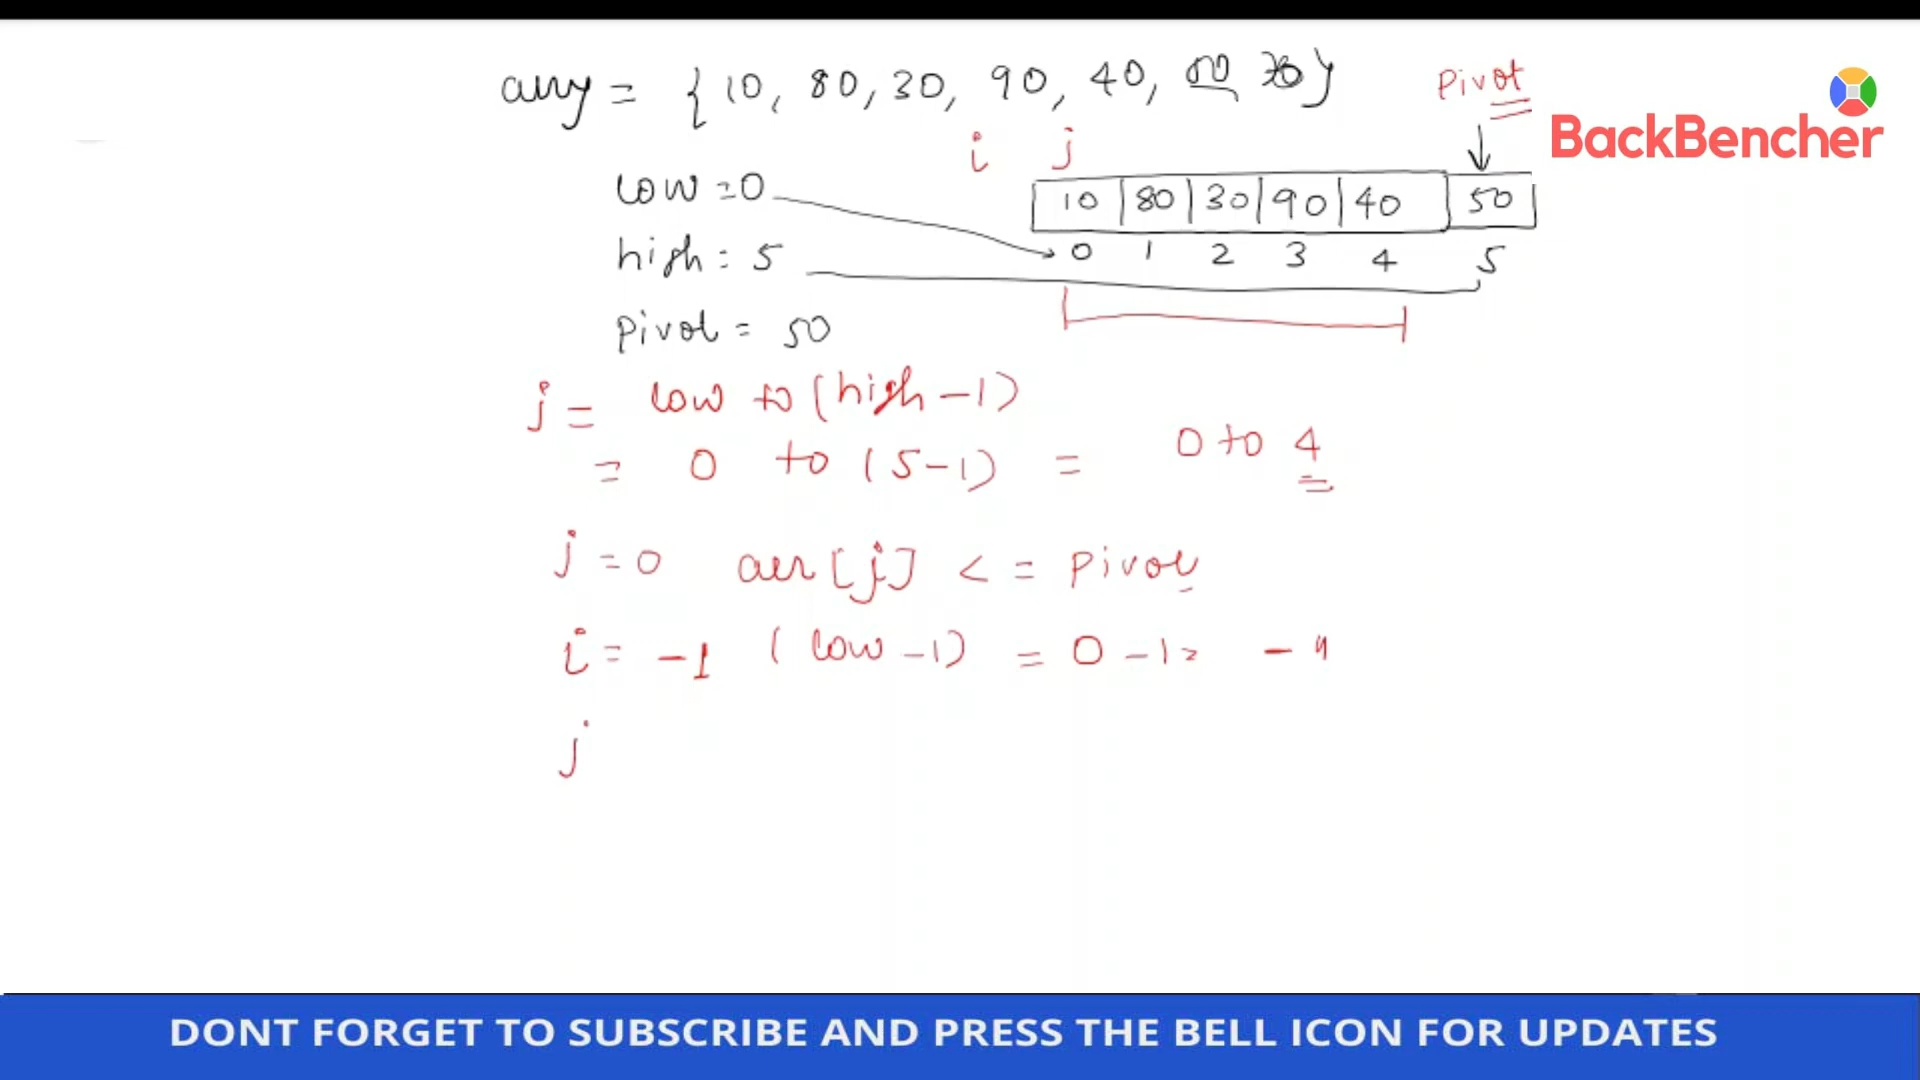 arr = { 10, 80, 30, 90, 40, 50 }
Pivot
BackBencher
i j
low = 0
10 80 30 90 40 50
high = 5
0 1 2 3 4 5
pivot = 50
j = low to (high - 1)
= 0 to (5-1) = 0 to 4
j = 0 arr[j] <= Pivot
i = -1 (low -1) = 0 -1 =
j
DONT FORGET TO SUBSCRIBE AND PRESS THE BELL ICON FOR UPDATES